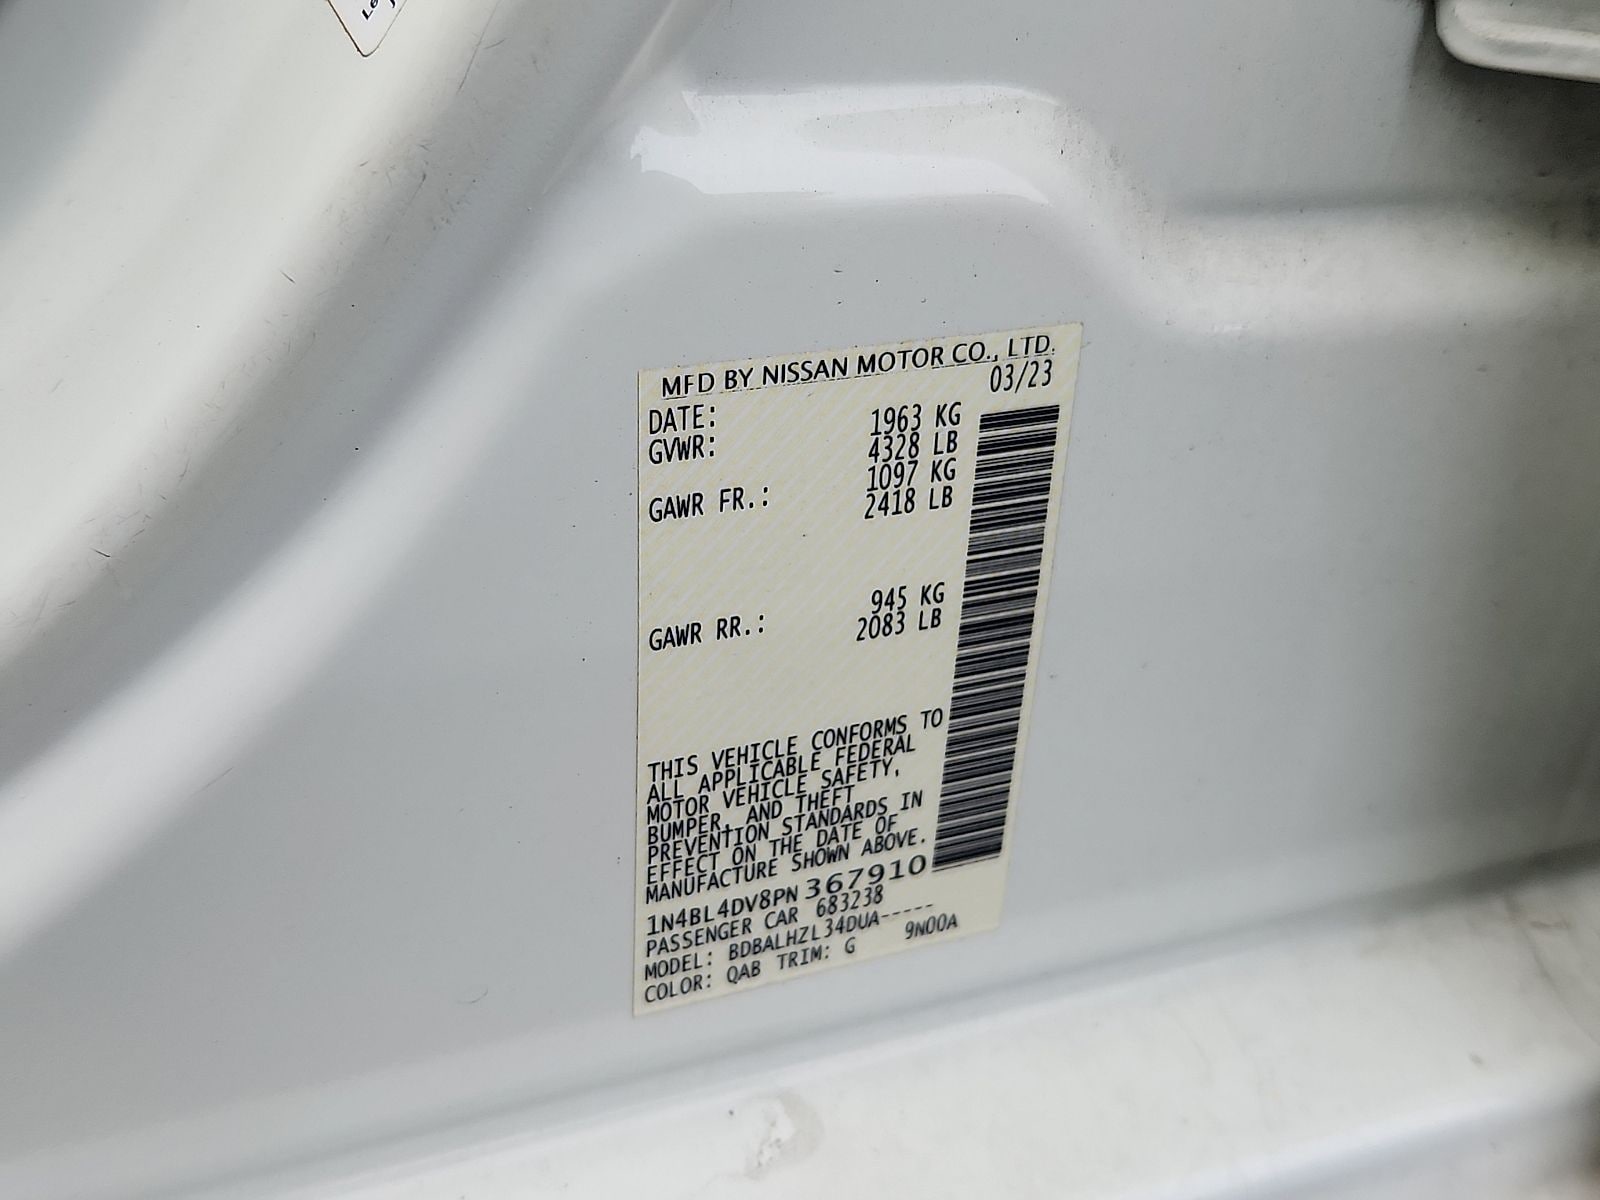 MFD BY NISSAN MOTOR CO., LTD.
DATE: 03/23
GVWR: 1963 KG
4328 LB
GAWR FR.: 1097 KG
2418 LB
GAWR RR.: 945 KG
2083 LB
THIS VEHICLE CONFORMS TO
ALL APPLICABLE FEDERAL
MOTOR VEHICLE SAFETY,
BUMPER, AND THEFT
PREVENTION STANDARDS IN
EFFECT ON THE DATE OF
MANUFACTURE SHOWN ABOVE.
1N4BL4DV8PN367910
PASSENGER CAR 683238
MODEL: BDBALHZL34DUA-----
COLOR: QAB TRIM: G 9N00A